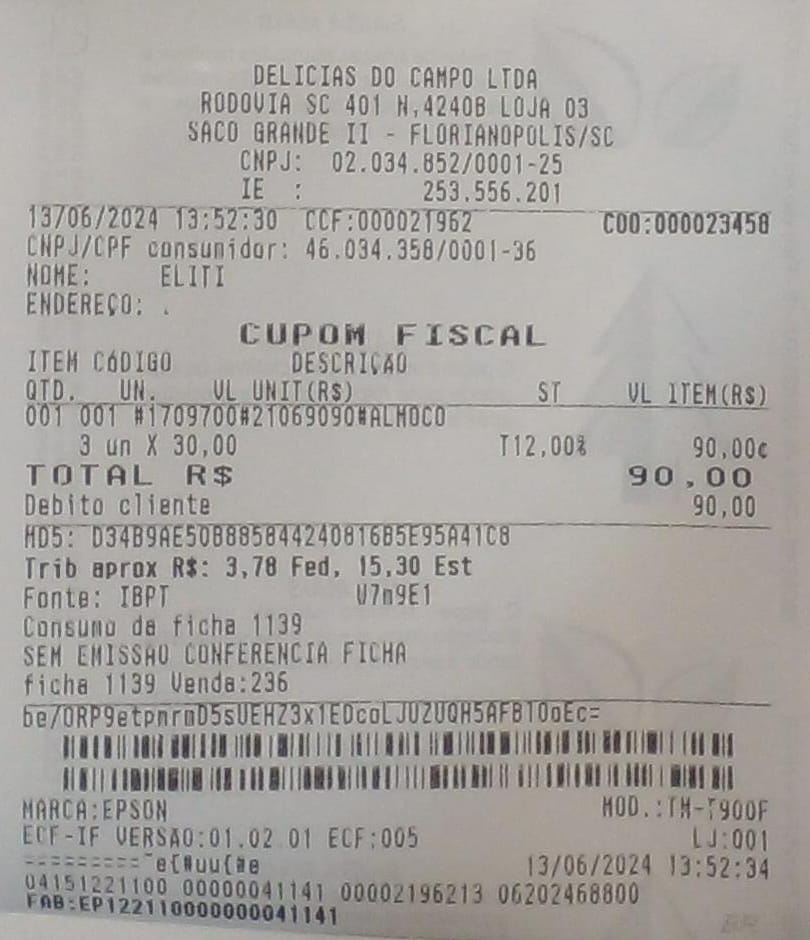 DELICIAS DO CAMPO LTDA
RODOVIA SC 401 N,4240B LOJA 03
SACO GRANDE II - FLORIANOPOLIS/SC
CNPJ: 02.034.852/0001-25
IE : 253.556.201
13/06/2024 13:52:30 CCF:000021962 COO:000023458
CNPJ/CPF consumidor: 46.034.358/0001-36
NOME: ELITI
ENDEREÇO: .
CUPOM FISCAL
ITEM CÓDIGO DESCRIÇÃO
QTD. UN. VL UNIT(R$) ST VL ITEM(R$)
001 001 #1709700#21069090#ALMOCO
3 un X 30,00 T12,00% 90,00¢
TOTAL R$ 90,00
Debito cliente 90,00
MD5: D34B9AE50B885844240816B5E95A41C8
Trib aprox R$: 3,78 Fed, 15,30 Est
Fonte: IBPT W7m9E1
Consumo da ficha 1139
SEM EMISSAO CONFERENCIA FICHA
ficha 1139 Venda:236
MARCA:EPSON MOD.:TM-T900F
ECF-IF VERSAO:01.02 01 ECF:005 LJ:001
13/06/2024 13:52:34
04151221100 00000041141 00002196213 06202468800
FAB:EP1221100000000041141